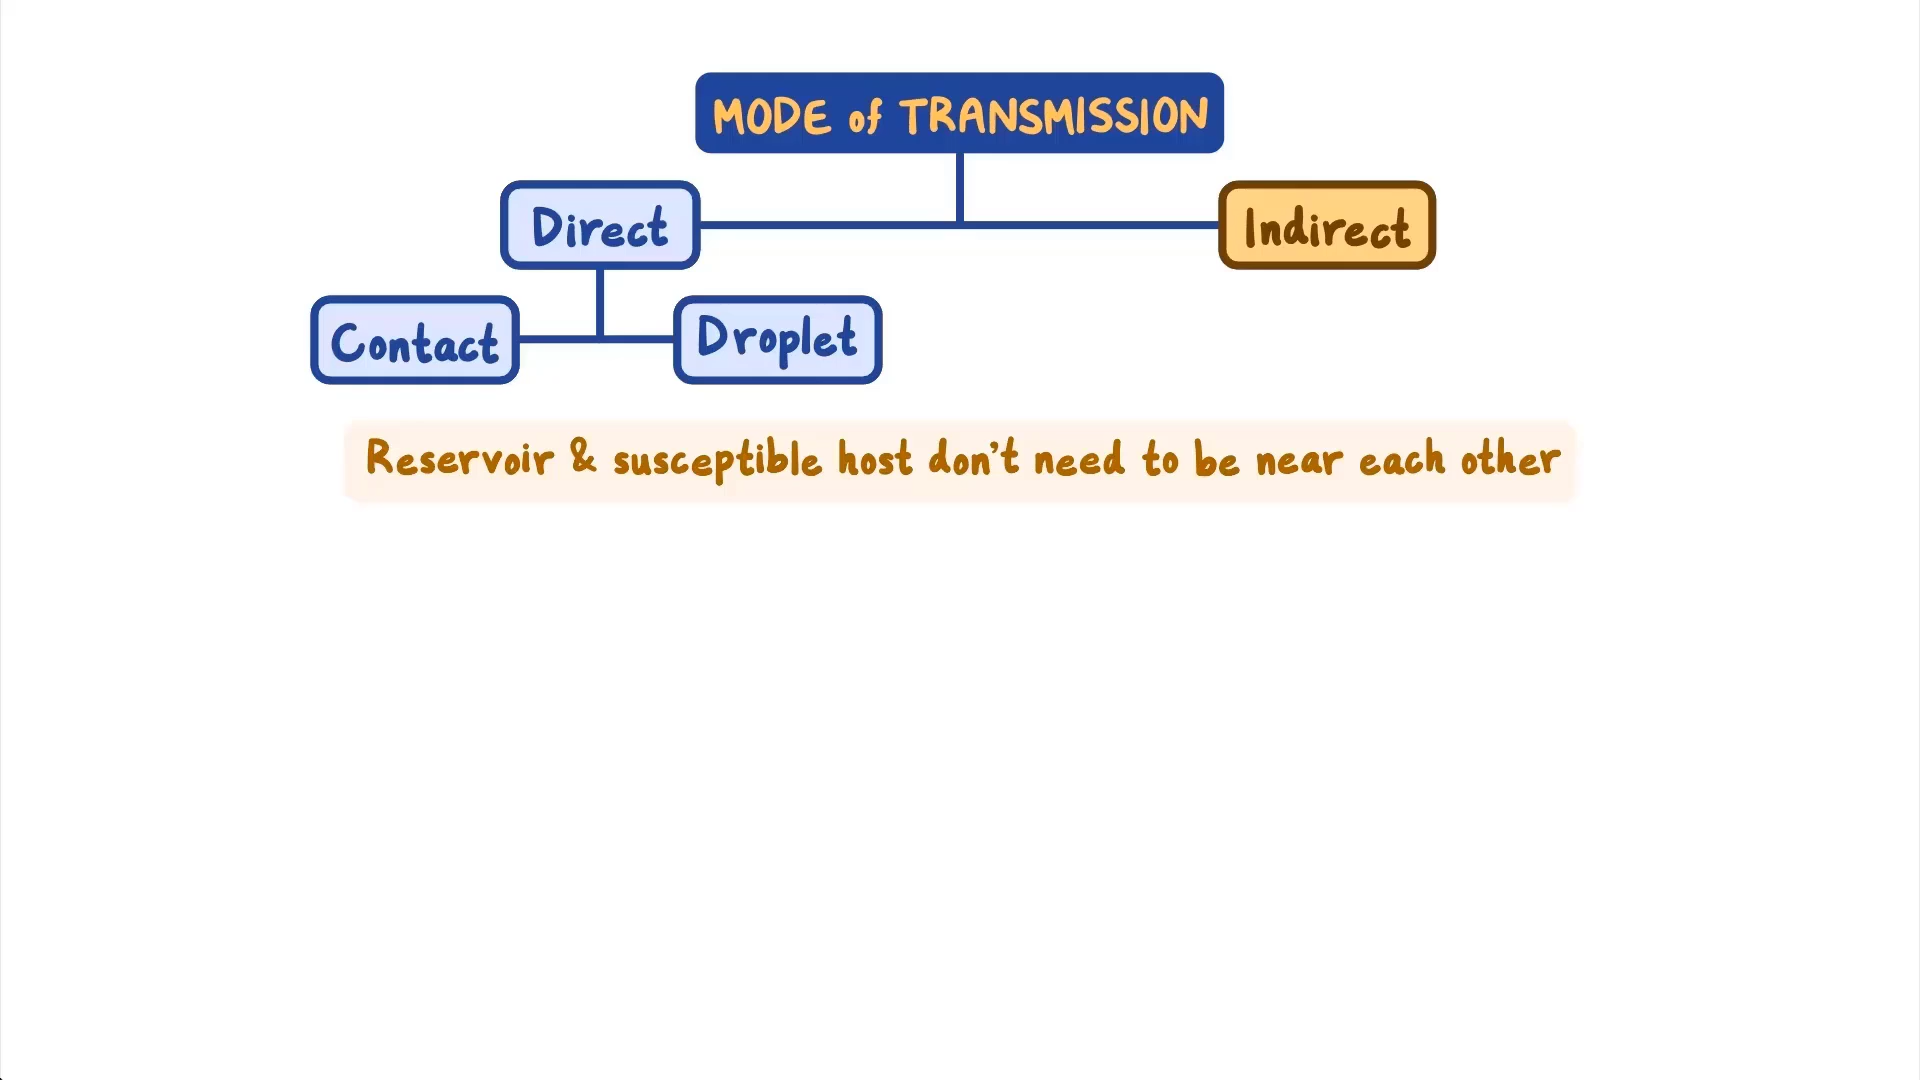 MODE of TRANSMISSION
Direct
Indirect
Contact
Droplet
Reservoir & susceptible host don't need to be near each other